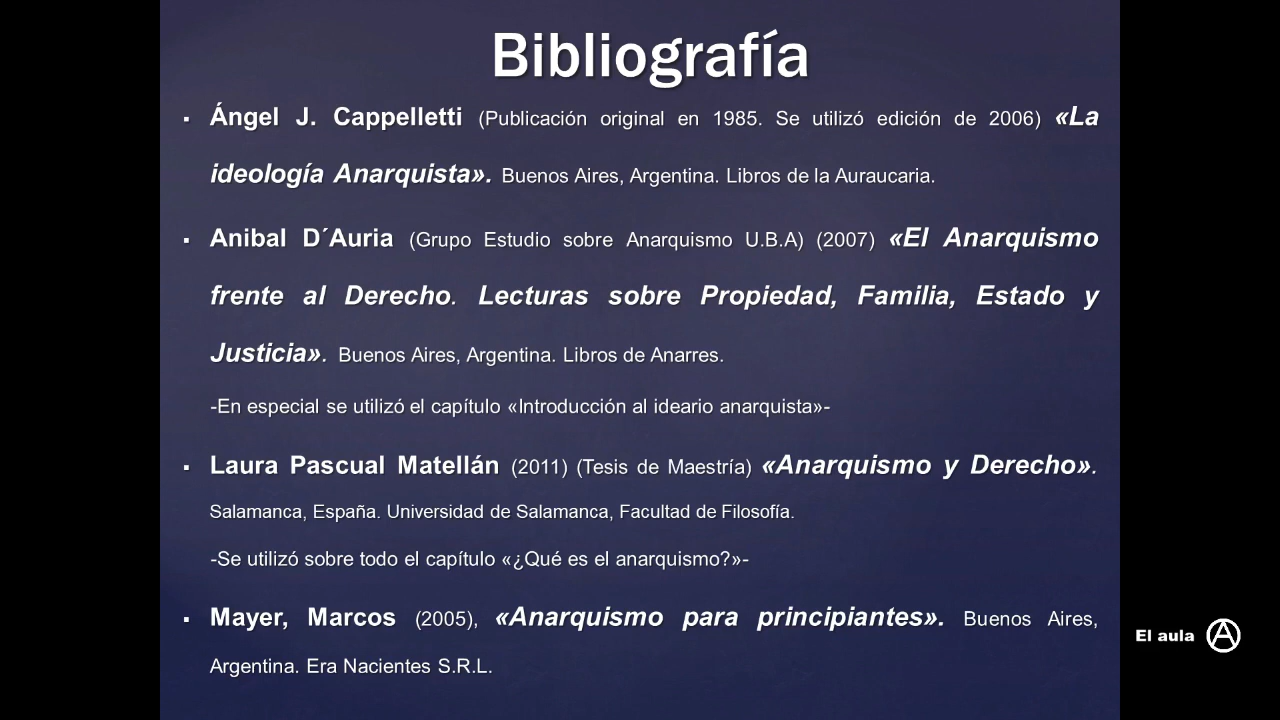 Bibliografía
▪ Ángel J. Cappelletti (Publicación original en 1985. Se utilizó edición de 2006) «La
ideología Anarquista». Buenos Aires, Argentina. Libros de la Auraucaria.
▪ Anibal D´Auria (Grupo Estudio sobre Anarquismo U.B.A) (2007) «El Anarquismo
frente al Derecho. Lecturas sobre Propiedad, Familia, Estado y
Justicia». Buenos Aires, Argentina. Libros de Anarres.
-En especial se utilizó el capítulo «Introducción al ideario anarquista»-
▪ Laura Pascual Matellán (2011) (Tesis de Maestría) «Anarquismo y Derecho».
Salamanca, España. Universidad de Salamanca, Facultad de Filosofía.
-Se utilizó sobre todo el capítulo «¿Qué es el anarquismo?»-
▪ Mayer, Marcos (2005), «Anarquismo para principiantes». Buenos Aires,
Argentina. Era Nacientes S.R.L.
El aula